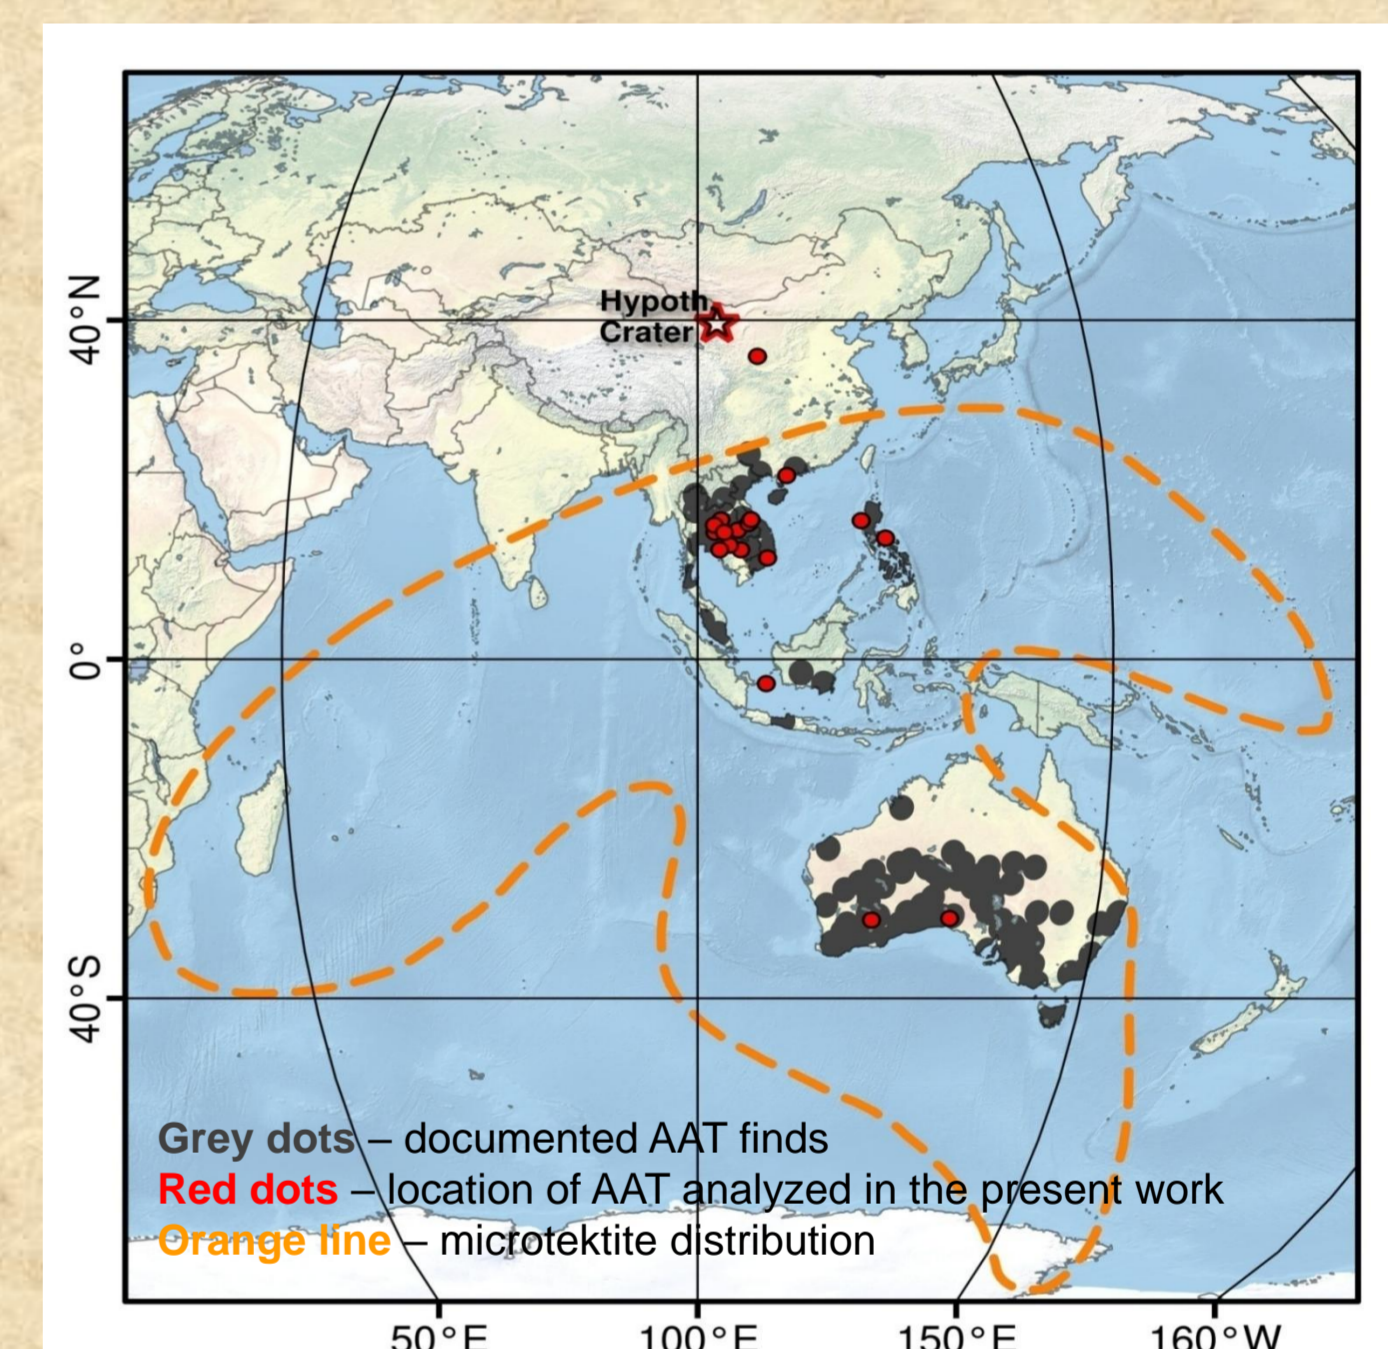 Hypoth.
Crater
40°N
0°
40°S
Grey dots – documented AAT finds
Red dots – location of AAT analyzed in the present work
Orange line – microtektite distribution
50°E 100°E 150°E 160°W